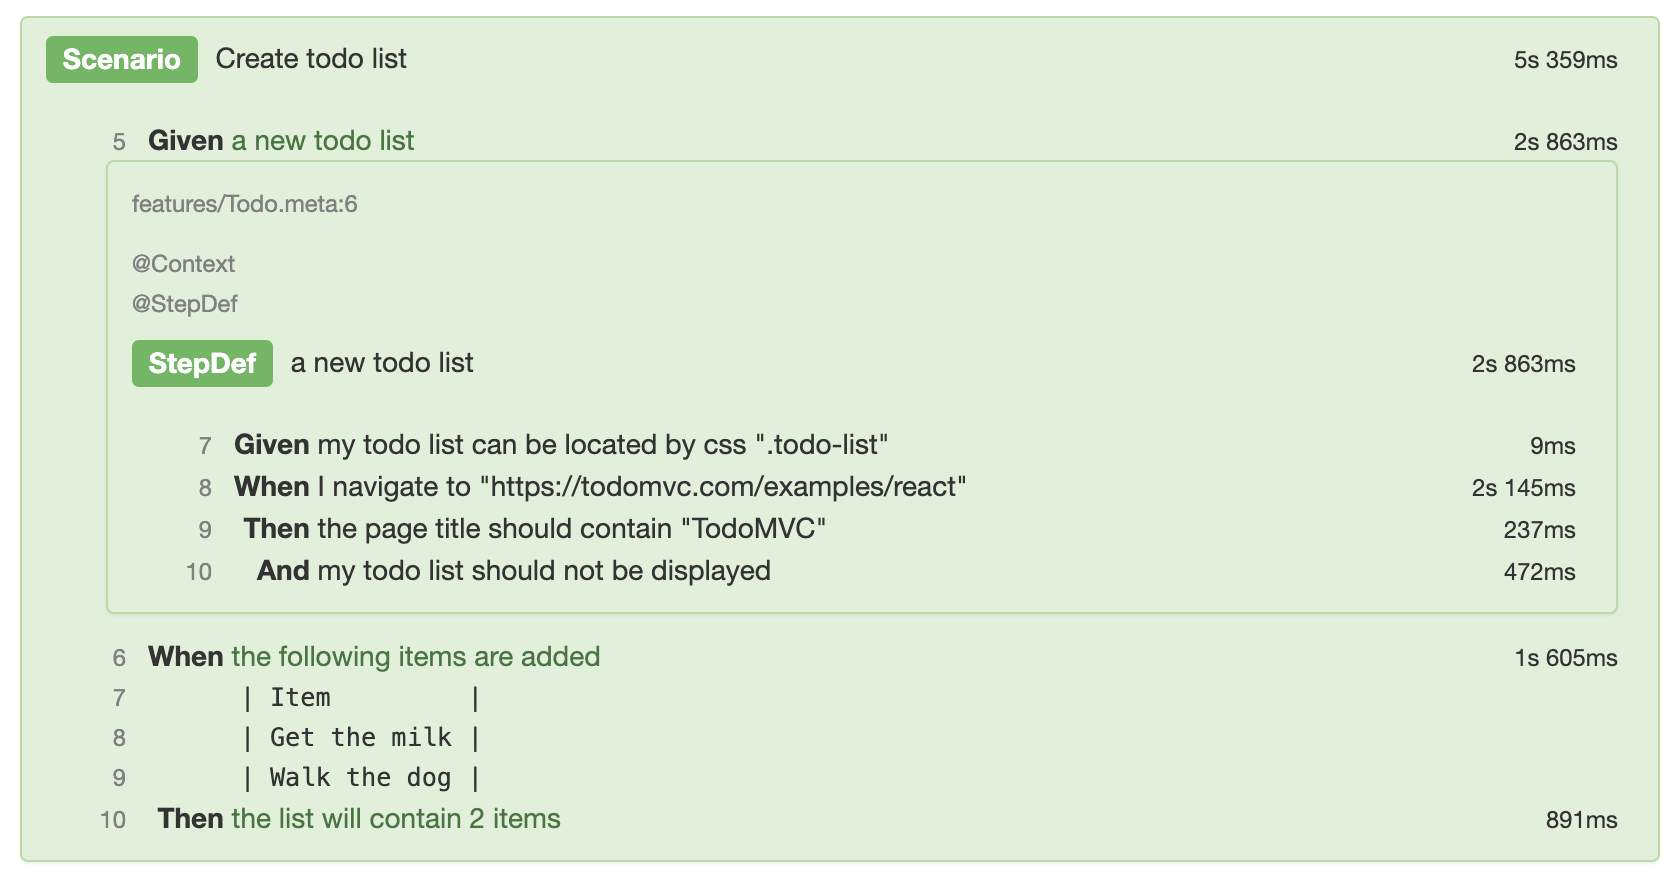 Scenario Create todo list 5s 359ms
5 Given a new todo list 2s 863ms
features/Todo.meta:6
@Context
@StepDef
StepDef a new todo list 2s 863ms
7 Given my todo list can be located by css ".todo-list" 9ms
8 When I navigate to "https://todomvc.com/examples/react" 2s 145ms
9 Then the page title should contain "TodoMVC" 237ms
10 And my todo list should not be displayed 472ms
6 When the following items are added 1s 605ms
7 | Item |
8 | Get the milk |
9 | Walk the dog |
10 Then the list will contain 2 items 891ms